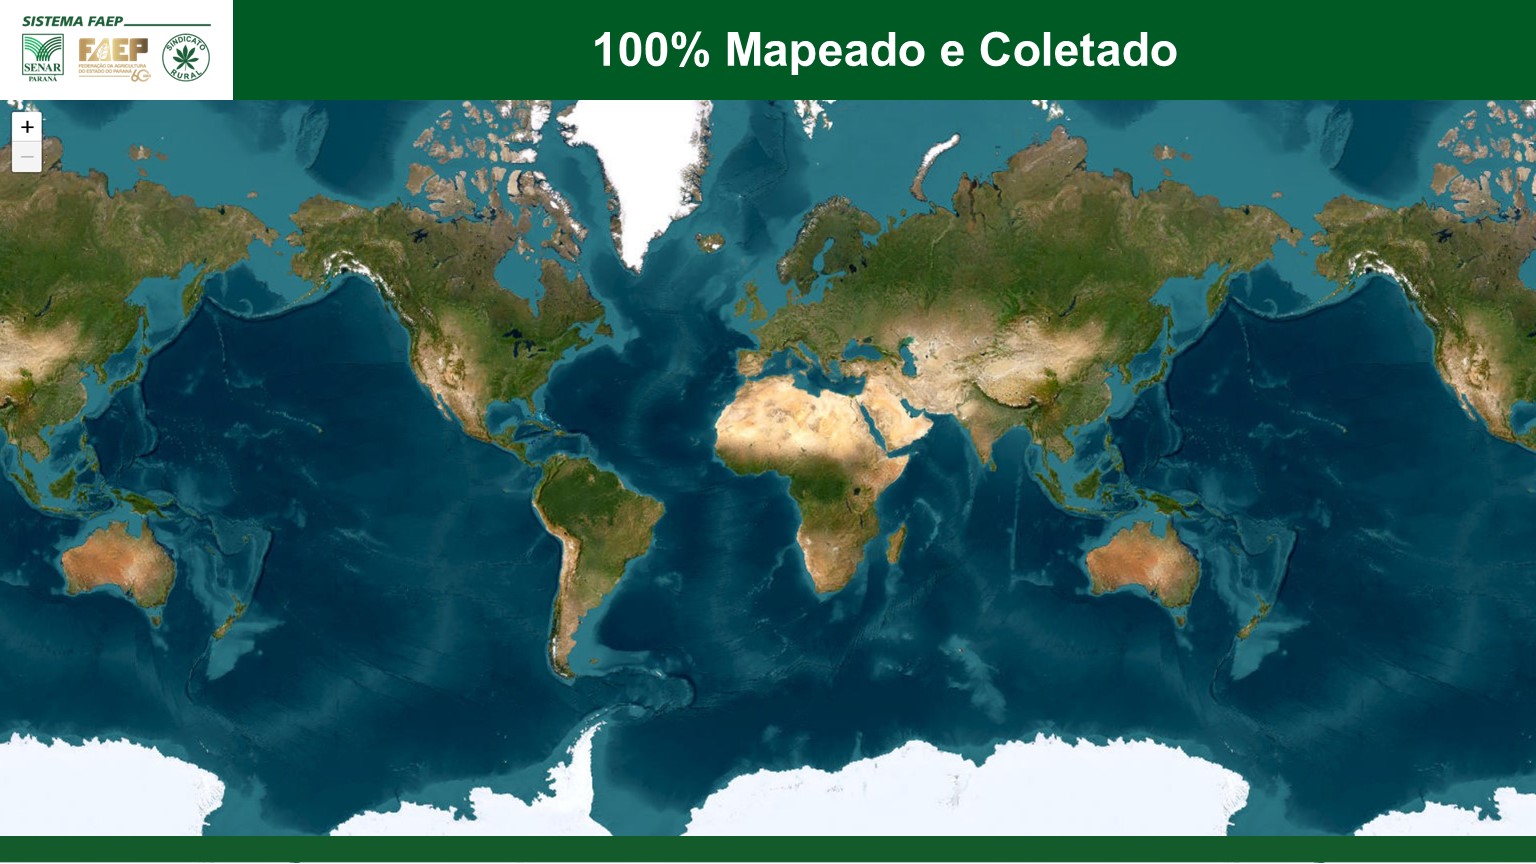 SISTEMA FAEP
SENAR
PARANÁ
FAEP
FEDERAÇÃO DA AGRICULTURA
DO ESTADO DO PARANÁ
60
SINDICATO
RURAL
100% Mapeado e Coletado
+
−